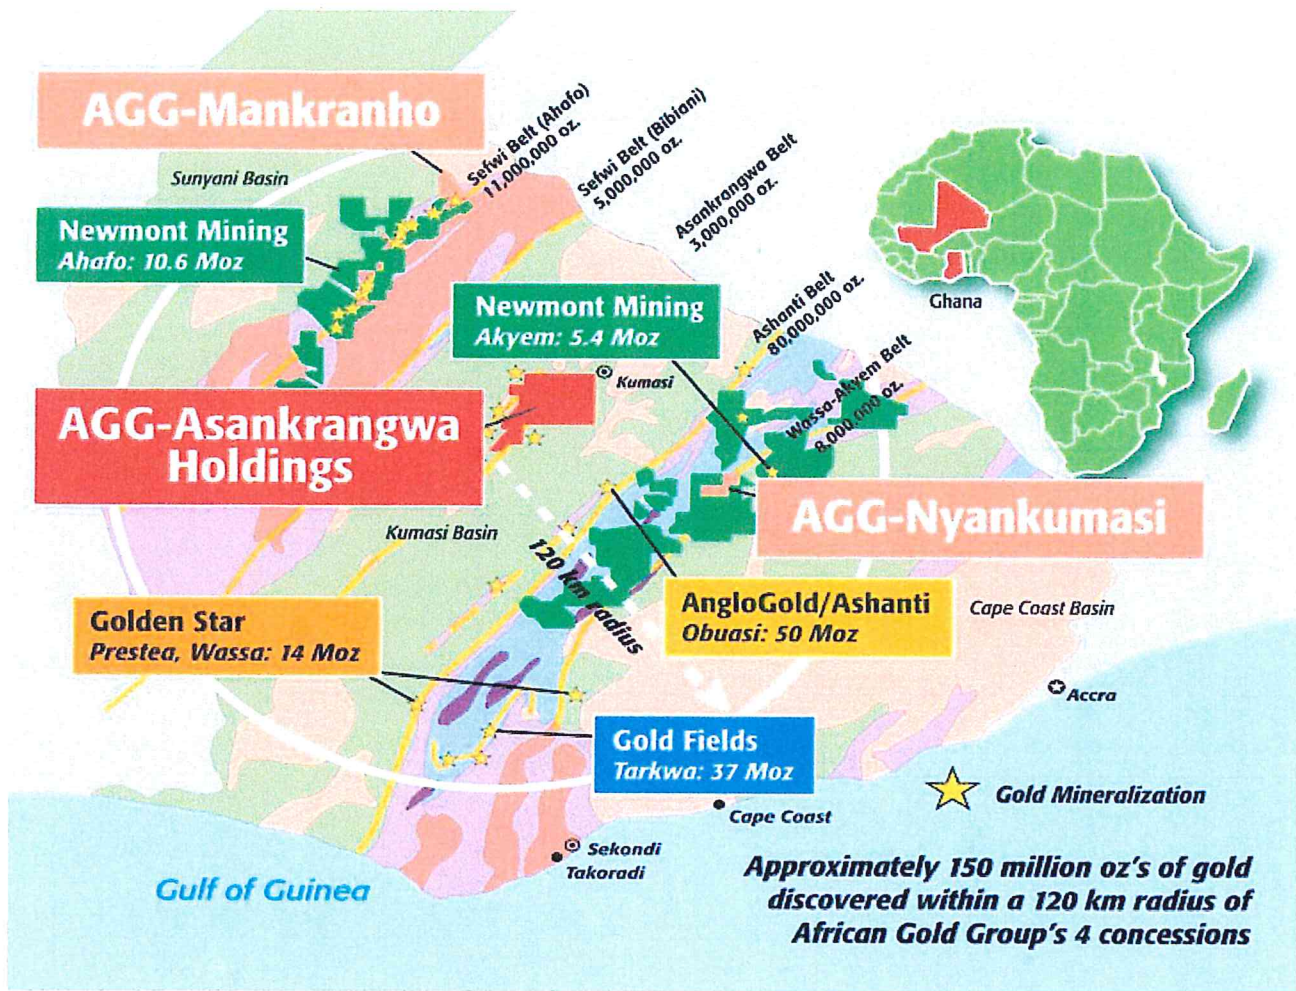 AGG-Mankranho
Sunyani Basin
Sefwi Belt (Ahafo)
11,000,000 oz.
Sefwi Belt (Bibiani)
5,000,000 oz.
Asankrangwa Belt
3,000,000 oz.
Newmont Mining
Ahafo: 10.6 Moz
Newmont Mining
Akyem: 5.4 Moz
Ashanti Belt
80,000,000 oz.
Wassa-Akyem Belt
8,000,000 oz.
Ghana
Kumasi
AGG-Asankrangwa
Holdings
Kumasi Basin
AGG-Nyankumasi
120 km radius
AngloGold/Ashanti
Obuasi: 50 Moz
Cape Coast Basin
Golden Star
Prestea, Wassa: 14 Moz
Accra
Gold Fields
Tarkwa: 37 Moz
Gold Mineralization
Cape Coast
Sekondi
Takoradi
Gulf of Guinea
Approximately 150 million oz's of gold
discovered within a 120 km radius of
African Gold Group's 4 concessions